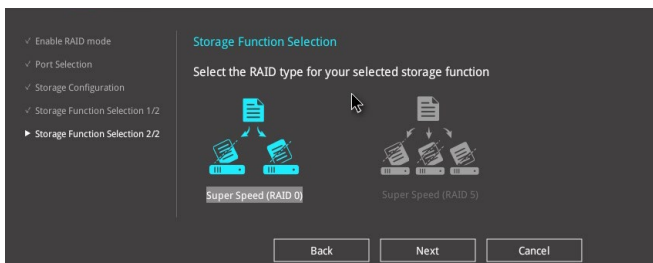 ✓ Enable RAID mode
✓ Port Selection
✓ Storage Configuration
✓ Storage Function Selection 1/2
► Storage Function Selection 2/2
Storage Function Selection
Select the RAID type for your selected storage function
Super Speed (RAID 0)
Super Speed (RAID 5)
Back
Next
Cancel